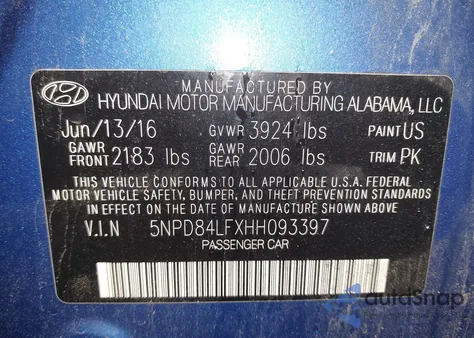 MANUFACTURED BY
HYUNDAI MOTOR MANUFACTURING ALABAMA, LLC
Jun/13/16 GVWR 3924 lbs PAINT US
GAWR FRONT 2183 lbs GAWR REAR 2006 lbs TRIM PK
THIS VEHICLE CONFORMS TO ALL APPLICABLE U.S.A. FEDERAL
MOTOR VEHICLE SAFETY, BUMPER, AND THEFT PREVENTION STANDARDS
IN EFFECT ON THE DATE OF MANUFACTURE SHOWN ABOVE.
V.I.N 5NPD84LFXHH093397
PASSENGER CAR
autdSnap